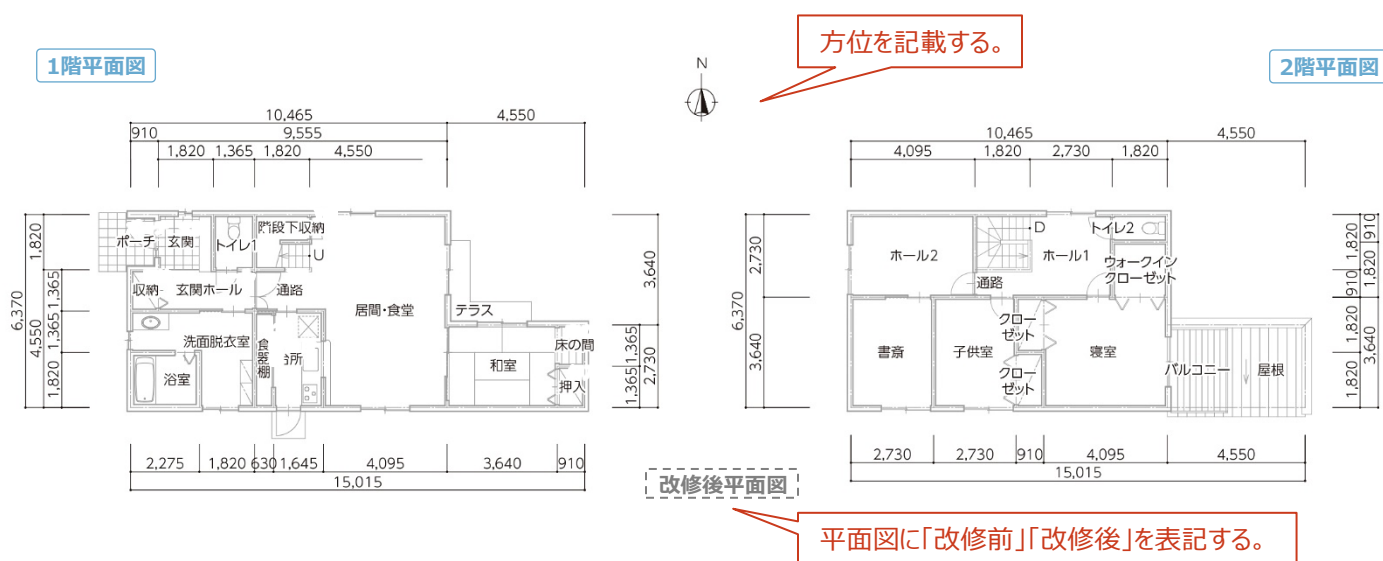 1階平面図
N
方位を記載する。
2階平面図
10,465
4,550
910
9,555
1,820
1,365
1,820
4,550
6,370
1,820
4,550
1,365
1,365
1,820
ポーチ
玄関
トイレ1
階段下収納
U
収納
玄関ホール
通路
居間・食堂
テラス
洗面脱衣室
食器棚
浴室
和室
床の間
押入
3,640
1,365
1,365
2,730
2,275
1,820
630
1,645
4,095
3,640
910
15,015
10,465
4,550
4,095
1,820
2,730
1,820
6,370
2,730
3,640
ホール2
D
ホール1
トイレ2
ウォークイン
クローゼット
通路
書斎
子供室
クロー
ゼット
クロー
ゼット
寝室
バルコニー
屋根
1,820
910
910
1,820
1,820
1,820
3,640
2,730
2,730
910
4,095
4,550
15,015
改修後平面図
平面図に「改修前」「改修後」を表記する。